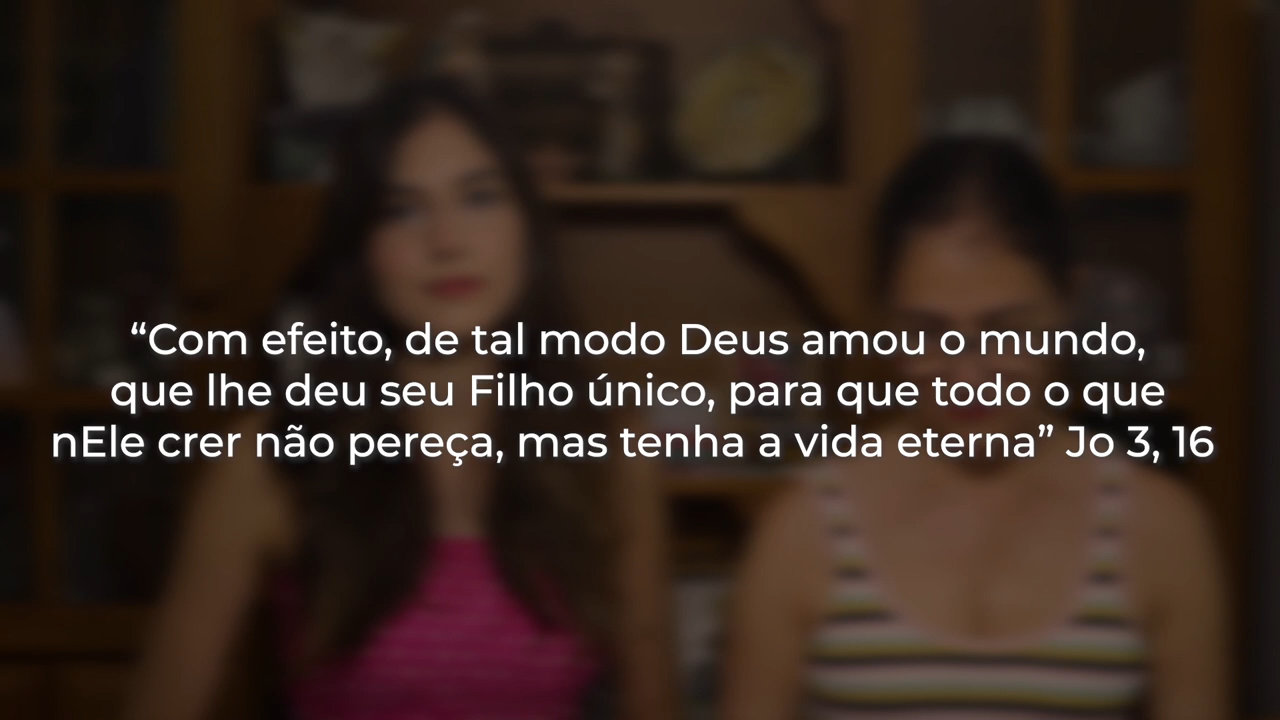 “Com efeito, de tal modo Deus amou o mundo,
que lhe deu seu Filho único, para que todo o que
nEle crer não pereça, mas tenha a vida eterna” Jo 3, 16